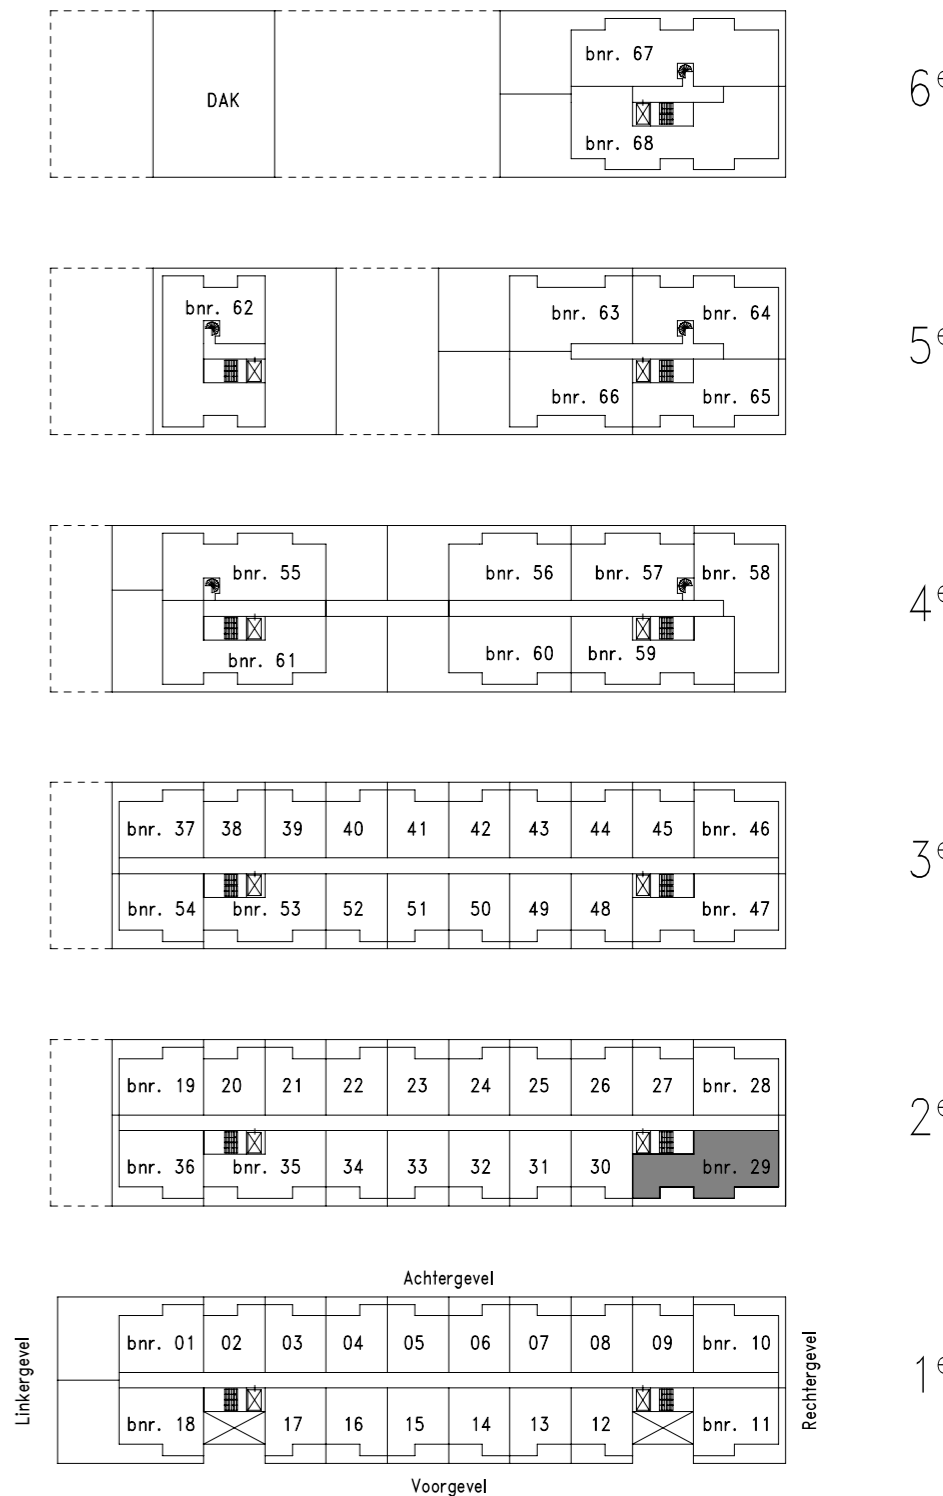 bnr. 67
DAK
6e
bnr. 68
bnr. 62
bnr. 63
bnr. 64
5e
bnr. 66
bnr. 65
bnr. 55
bnr. 56
57
bnr. 58
4e
bnr. 61
bnr. 60
bnr. 59
bnr. 37 38 39 40 41 42 43 44 45 bnr. 46
3e
bnr. 54 bnr. 53 52 51 50 49 48 bnr. 47
bnr. 19 20 21 22 23 24 25 26 27 bnr. 28
2e
bnr. 36 bnr. 35 34 33 32 31 30 bnr. 29
Achtergevel
bnr. 01 02 03 04 05 06 07 08 09 bnr. 10
Linkergevel
Rechtergevel
1e
bnr. 18 17 16 15 14 13 12 bnr. 11
Voorgevel